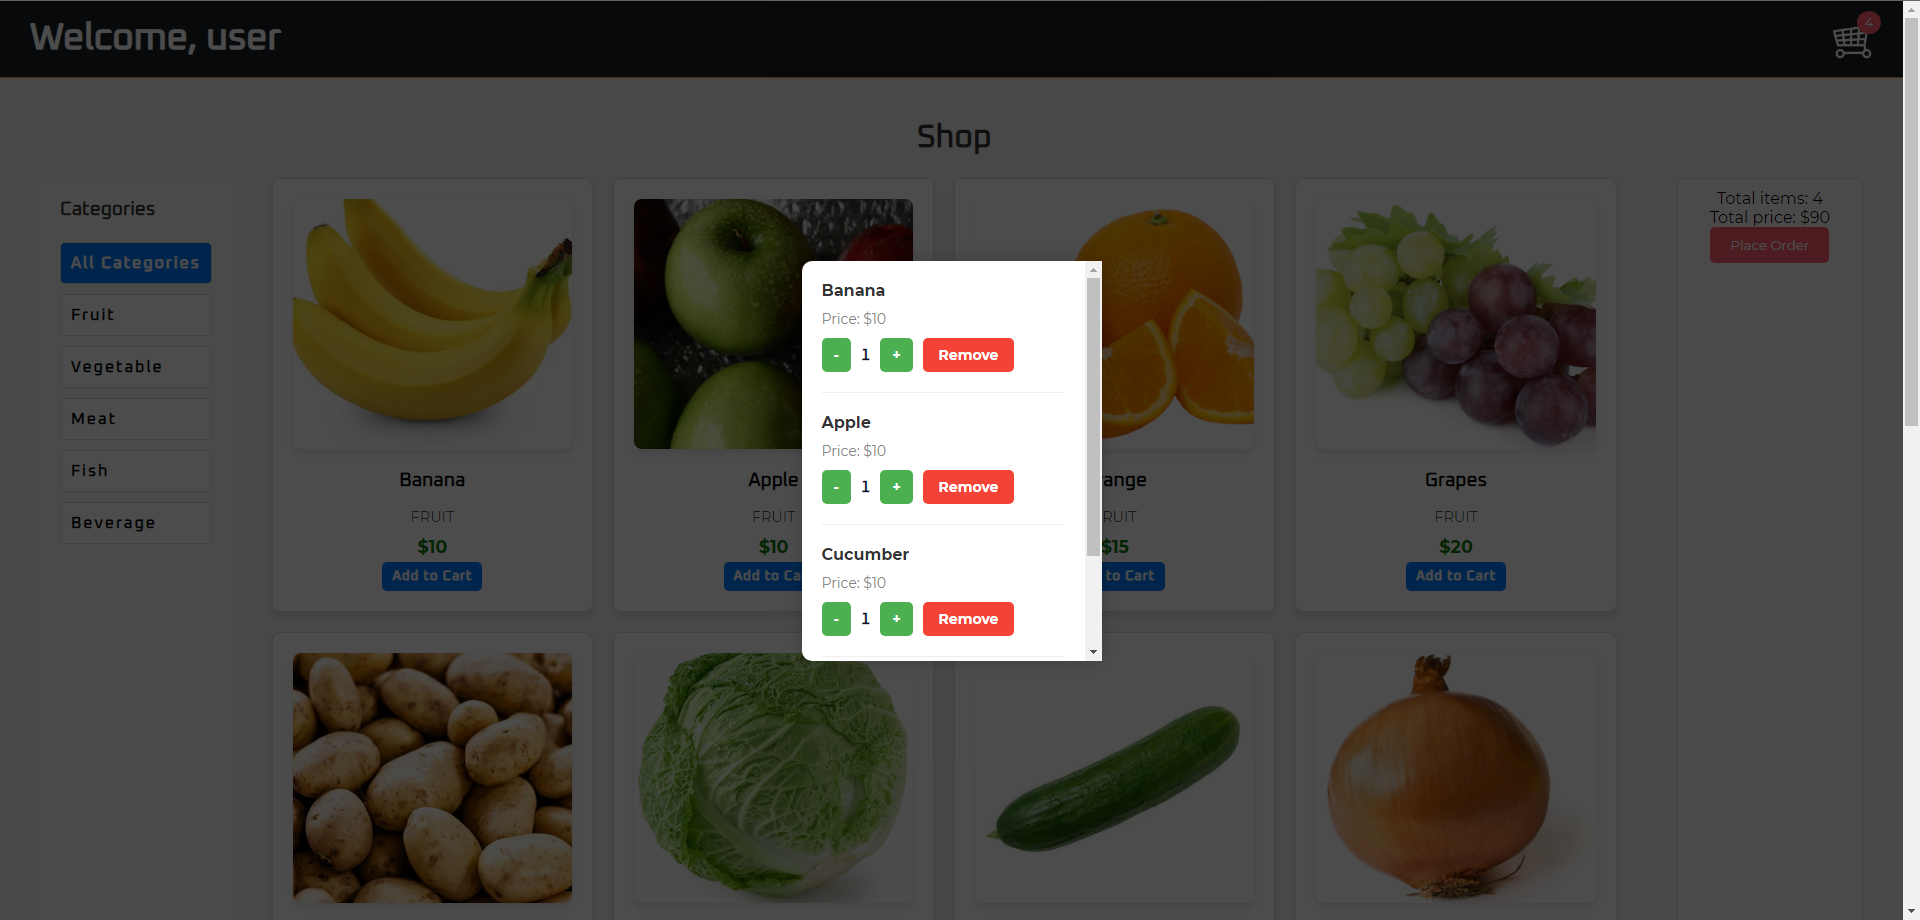 Welcome, user
4
Shop
Categories
All Categories
Fruit
Vegetable
Meat
Fish
Beverage
Total items: 4
Total price: $90
Place Order
Banana
Price: $10
- 1 + Remove
Apple
Price: $10
- 1 + Remove
Cucumber
Price: $10
- 1 + Remove
Banana
FRUIT
$10
Add to Cart
Apple
FRUIT
$10
Add to Ca
ange
RUIT
$15
to Cart
Grapes
FRUIT
$20
Add to Cart